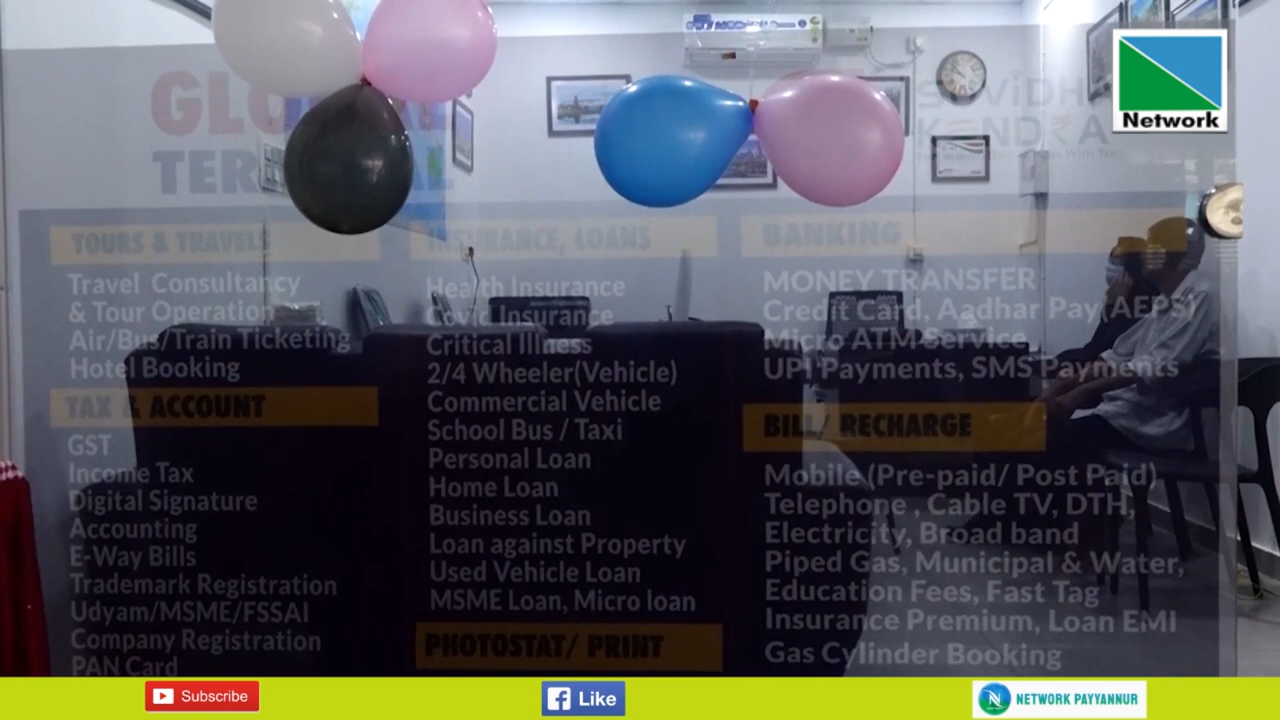 Network
GLOBAL
TERMINAL
SUVIDHA
KENDRA
TOURS & TRAVELS
Travel Consultancy
& Tour Operation
Air/Bus/Train Ticketing
Hotel Booking
TAX & ACCOUNT
GST
Income Tax
Digital Signature
Accounting
E-Way Bills
Trademark Registration
Udyam/MSME/FSSAI
Company Registration
PAN Card
INSURANCE, LOANS
Health Insurance
Covid Insurance
Critical Illness
2/4 Wheeler(Vehicle)
Commercial Vehicle
School Bus / Taxi
Personal Loan
Home Loan
Business Loan
Loan against Property
Used Vehicle Loan
MSME Loan, Micro loan
PHOTOSTAT/ PRINT
BANKING
MONEY TRANSFER
Credit Card, Aadhar Pay(AEPS)
Micro ATM Service
UPI Payments, SMS Payments
BILL/ RECHARGE
Mobile (Pre-paid/ Post Paid)
Telephone , Cable TV, DTH,
Electricity, Broad band
Piped Gas, Municipal & Water,
Education Fees, Fast Tag
Insurance Premium, Loan EMI
Gas Cylinder Booking
Subscribe
Like
NETWORK PAYYANNUR